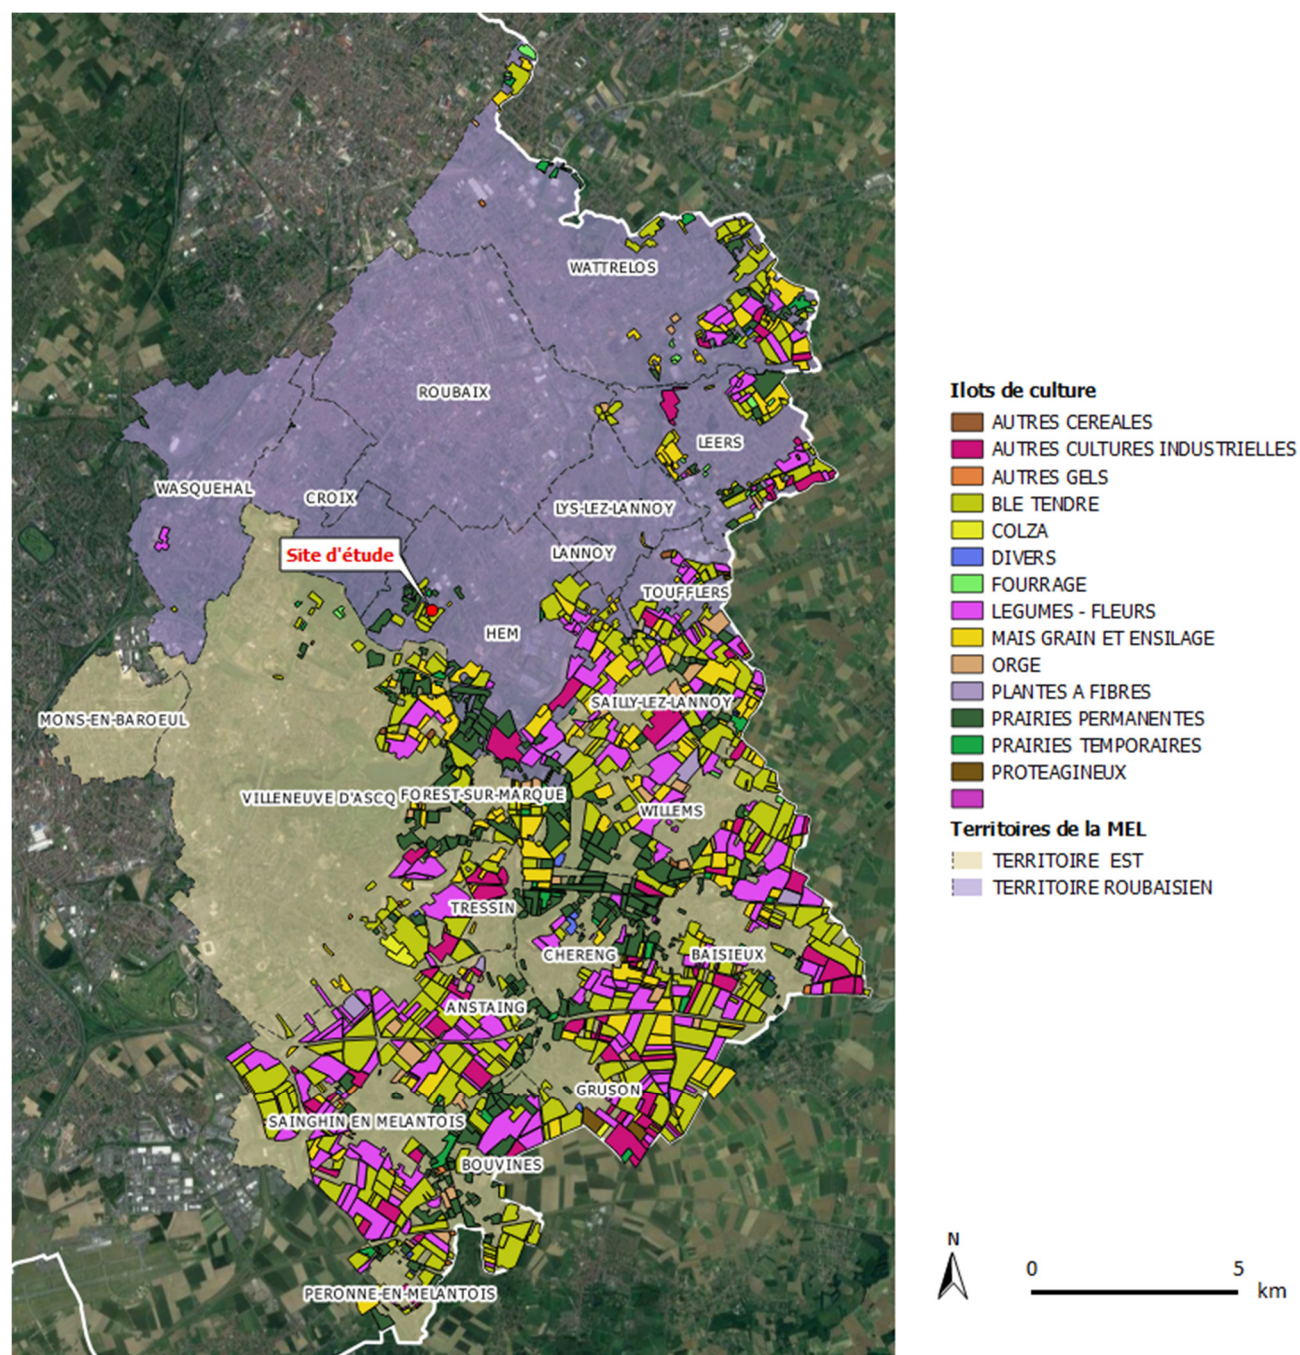 WATTRELOS
ROUBAIX
LEERS
WASQUEHAL
CROIX
LYS-LEZ-LANNOY
Site d'étude
LANNOY
TOUFFLERS
HEM
SAILLY-LEZ-LANNOY
MONS-EN-BAROEUL
VILLENEUVE D'ASCQ
FOREST-SUR-MARQUE
WILLEMS
TRESSIN
CHERENG
BAISIEUX
ANSTAING
GRUSON
SAINGHIN EN MELANTOIS
BOUVINES
PERONNE-EN-MELANTOIS
Ilots de culture
AUTRES CEREALES
AUTRES CULTURES INDUSTRIELLES
AUTRES GELS
BLE TENDRE
COLZA
DIVERS
FOURRAGE
LEGUMES - FLEURS
MAIS GRAIN ET ENSILAGE
ORGE
PLANTES A FIBRES
PRAIRIES PERMANENTES
PRAIRIES TEMPORAIRES
PROTEAGINEUX
Territoires de la MEL
TERRITOIRE EST
TERRITOIRE ROUBAISIEN
N
0 5
km